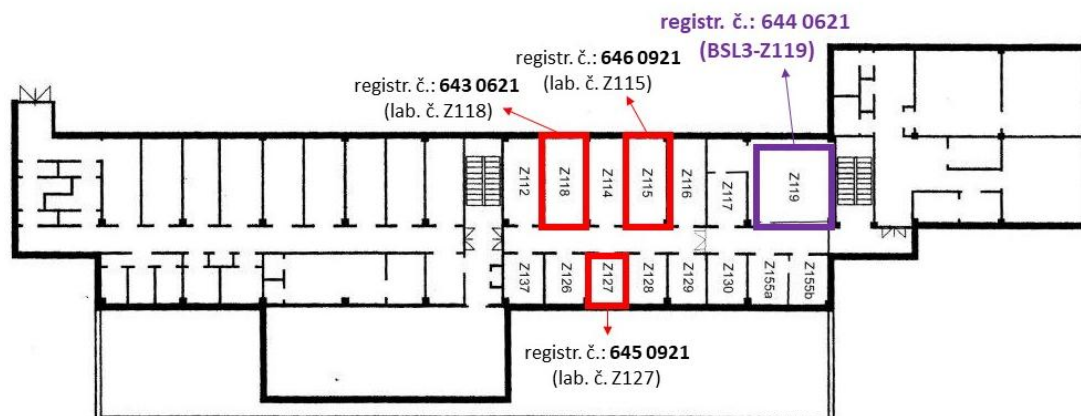 registr. č.: 644 0621
(BSL3-Z119)
registr. č.: 646 0921
(lab. č. Z115)
registr. č.: 643 0621
(lab. č. Z118)
Z112
Z118
Z114
Z115
Z116
Z117
Z119
Z137
Z126
Z127
Z128
Z129
Z130
Z155a
Z155b
registr. č.: 645 0921
(lab. č. Z127)